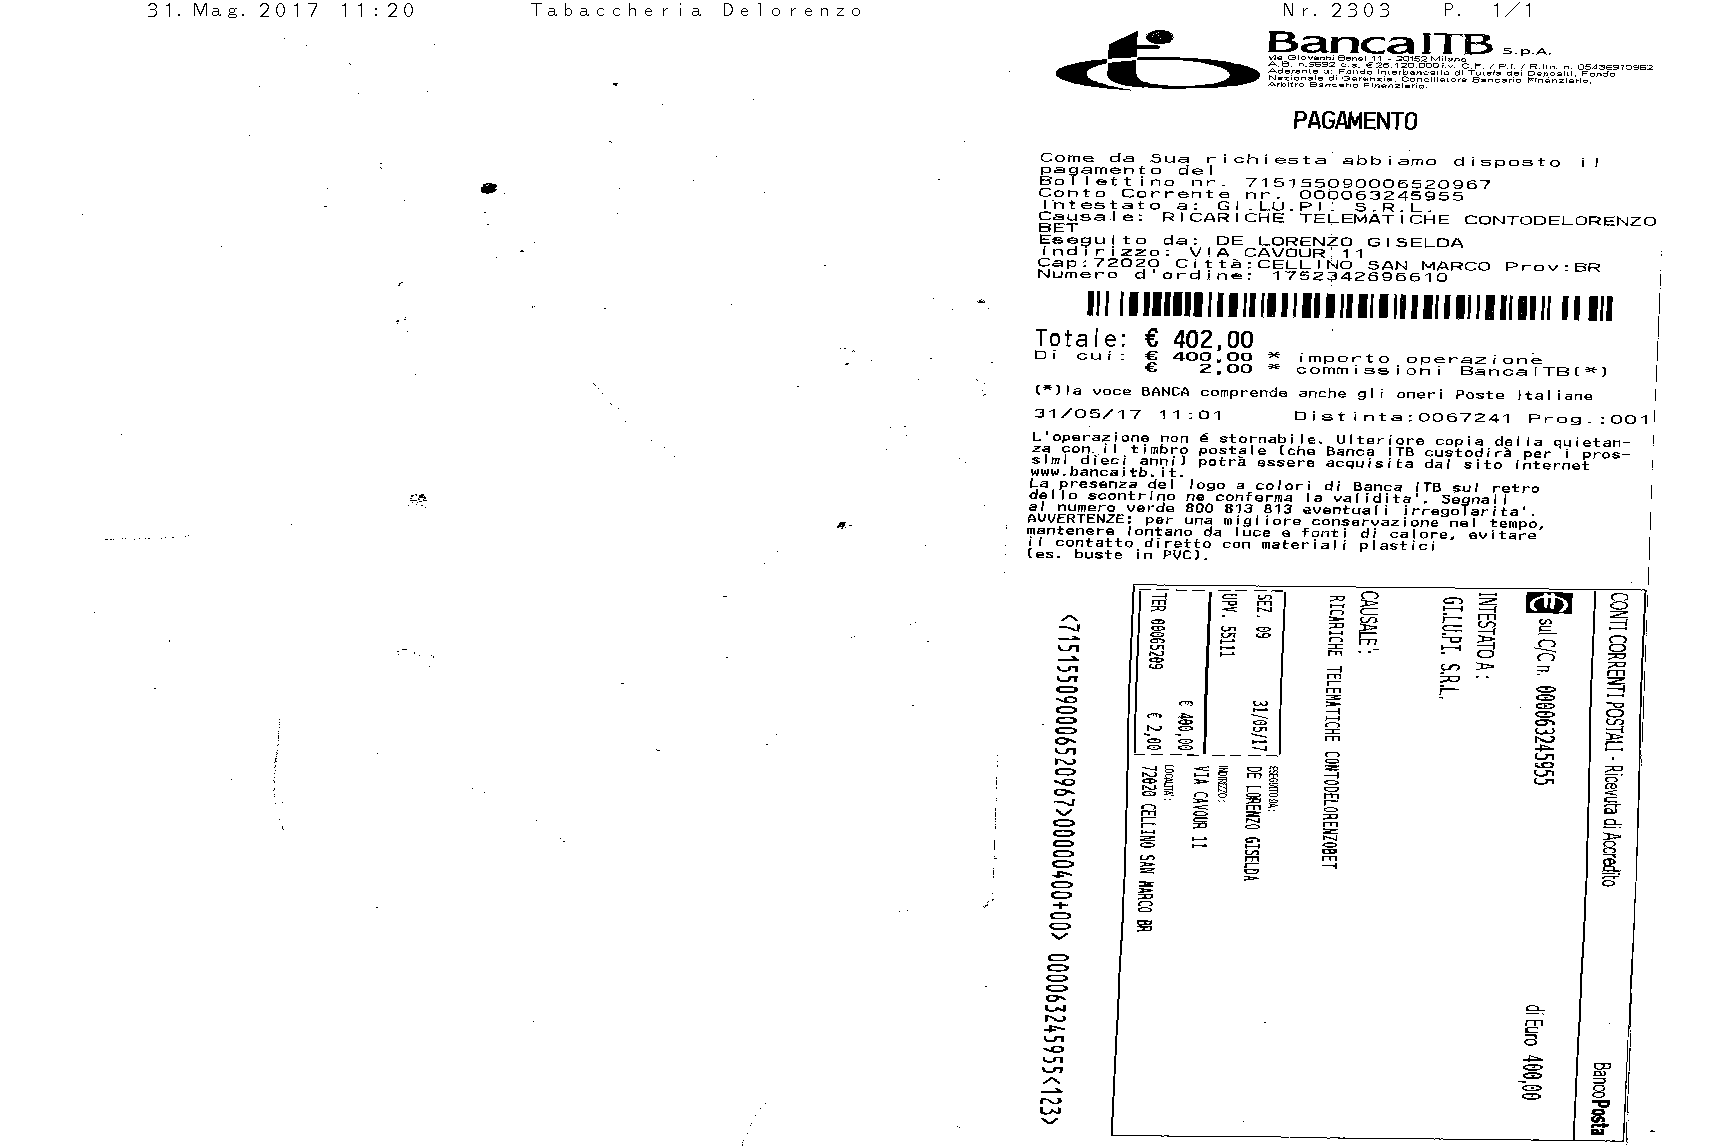 31. Mag. 2017 11:20 Tabaccheria Delorenzo Nr. 2303 P. 1/1
BancaITB S.p.A.
Via Giovanni Bensi 11 - 20152 Milano
A.B. n.5692 c.s. € 26.120.000 i.v. C.F. / P.I. / R.Im. n. 05436970962
Aderente a: Fondo Interbancario di Tutela dei Depositi, Fondo
Nazionale di Garanzia, Conciliatore Bancario Finanziario,
Arbitro Bancario Finanziario.
PAGAMENTO
Come da Sua richiesta abbiamo disposto il
pagamento del
Bollettino nr. 715155090006520967
Conto Corrente nr. 000063245955
Intestato a: GI.LU.PI. S.R.L.
Causale: RICARICHE TELEMATICHE CONTODELORENZO
BET
Eseguito da: DE LORENZO GISELDA
Indirizzo: VIA CAVOUR 11
Cap:72020 Città:CELLINO SAN MARCO Prov:BR
Numero d'ordine: 1752342696610
Totale: € 402,00
Di cui: € 400,00 * importo operazione
€ 2,00 * commissioni BancaITB(*)
(*)la voce BANCA comprende anche gli oneri Poste Italiane
31/05/17 11:01 Distinta:0067241 Prog.:001
L'operazione non é stornabile. Ulteriore copia della quietan-
za con il timbro postale (che Banca ITB custodirà per i pros-
simi dieci anni) potrà essere acquisita dal sito internet
www.bancaitb.it.
La presenza del logo a colori di Banca ITB sul retro
dello scontrino ne conferma la validita'. Segnali
al numero verde 800 813 813 eventuali irregolarita'.
AVVERTENZE: per una migliore conservazione nel tempo,
mantenere lontano da luce e fonti di calore, evitare
il contatto diretto con materiali plastici
(es. buste in PVC).
CONTI CORRENTI POSTALI - Ricevuta di Accredito BancoPosta
sul C/C n. 000063245955 di Euro 400,00
INTESTATO A:
GI.LU.PI. S.R.L.
CAUSALE:
RICARICHE TELEMATICHE CONTODELORENZOBET
SEZ. 09 31/05/17
UPV. 55111
€ 400,00
TER 00065209 € 2,00
ESEGUITO DA:
DE LORENZO GISELDA
INDIRIZZO:
VIA CAVOUR 11
LOCALITA':
72020 CELLINO SAN MARCO BR
<715155090006520967>00000400+00> 000063245955<123>